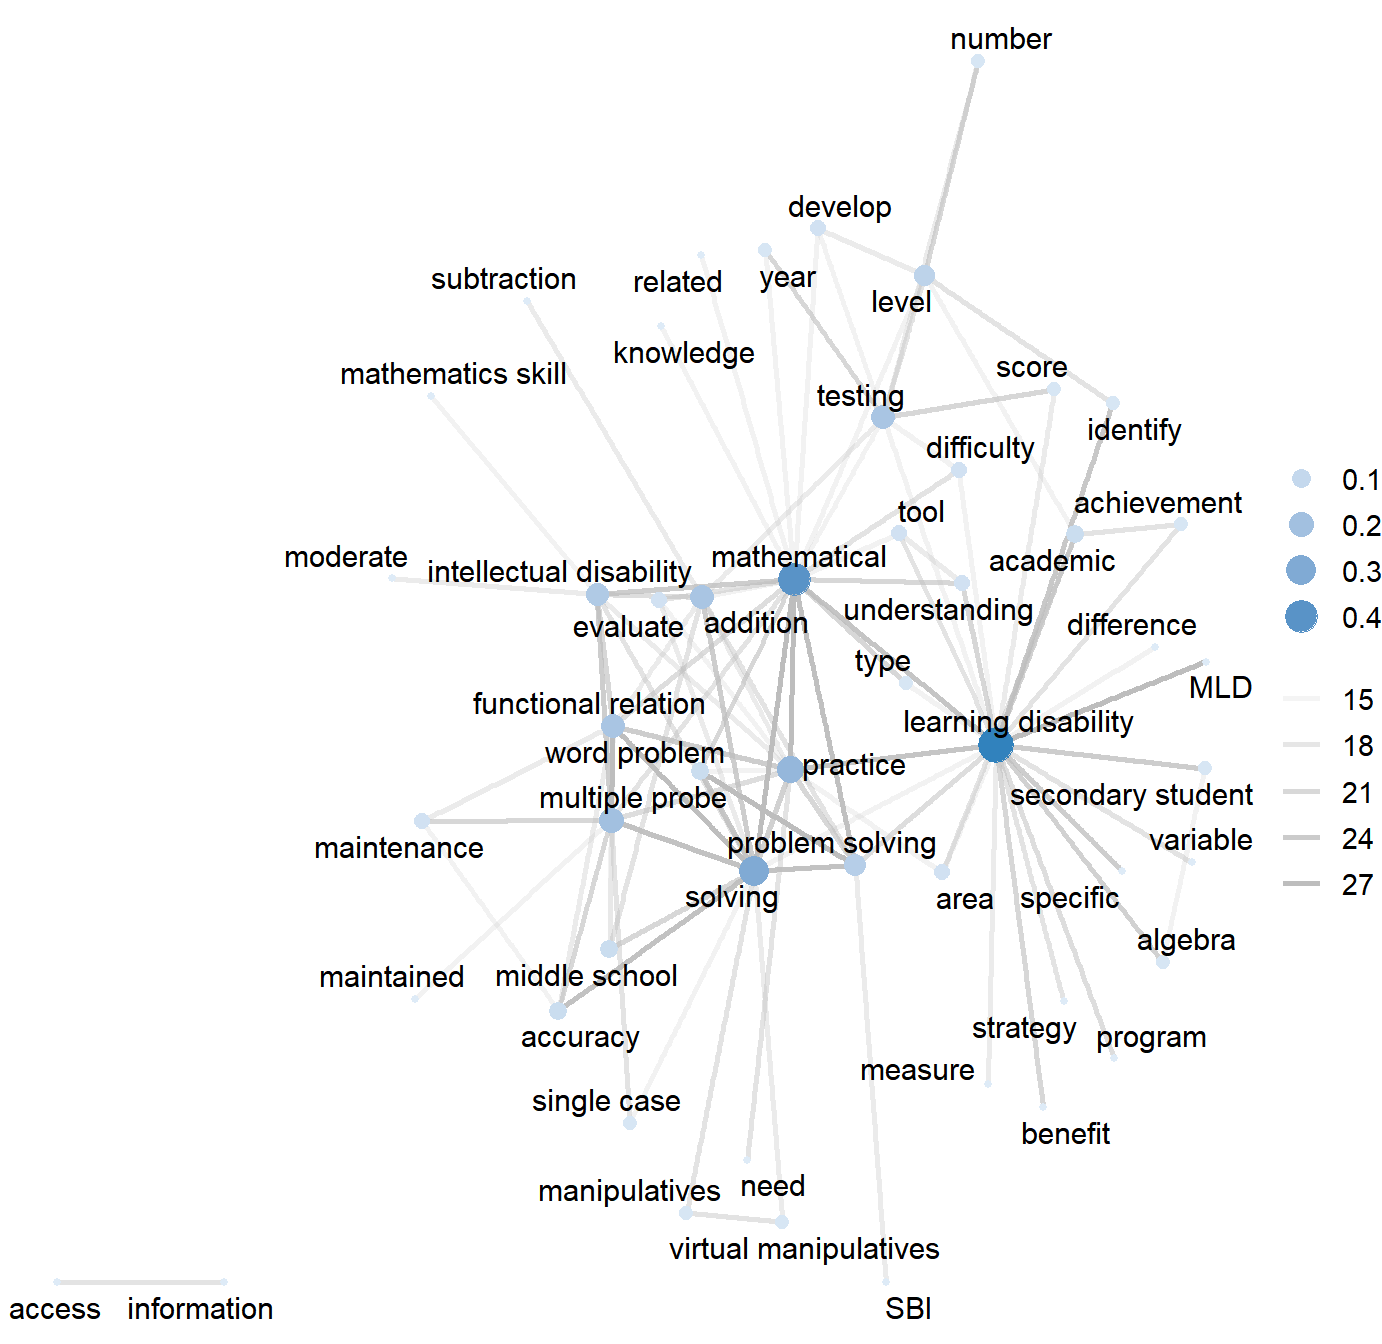 number
develop
subtraction
related
year
level
knowledge
mathematics skill
score
testing
identify
difficulty
0.1
achievement
tool
0.2
moderate
mathematical
academic
intellectual disability
0.3
understanding
0.4
evaluate
addition
difference
type
MLD
functional relation
15
learning disability
18
word problem
practice
multiple probe
secondary student
21
maintenance
problem solving
variable
24
27
solving
area
specific
algebra
maintained
middle school
strategy
program
accuracy
measure
single case
benefit
manipulatives
need
virtual manipulatives
access
information
SBI